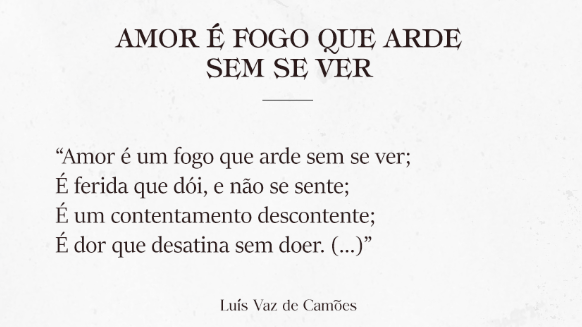 AMOR É FOGO QUE ARDE
SEM SE VER
“Amor é um fogo que arde sem se ver;
É ferida que dói, e não se sente;
É um contentamento descontente;
É dor que desatina sem doer. (...)”
Luís Vaz de Camões